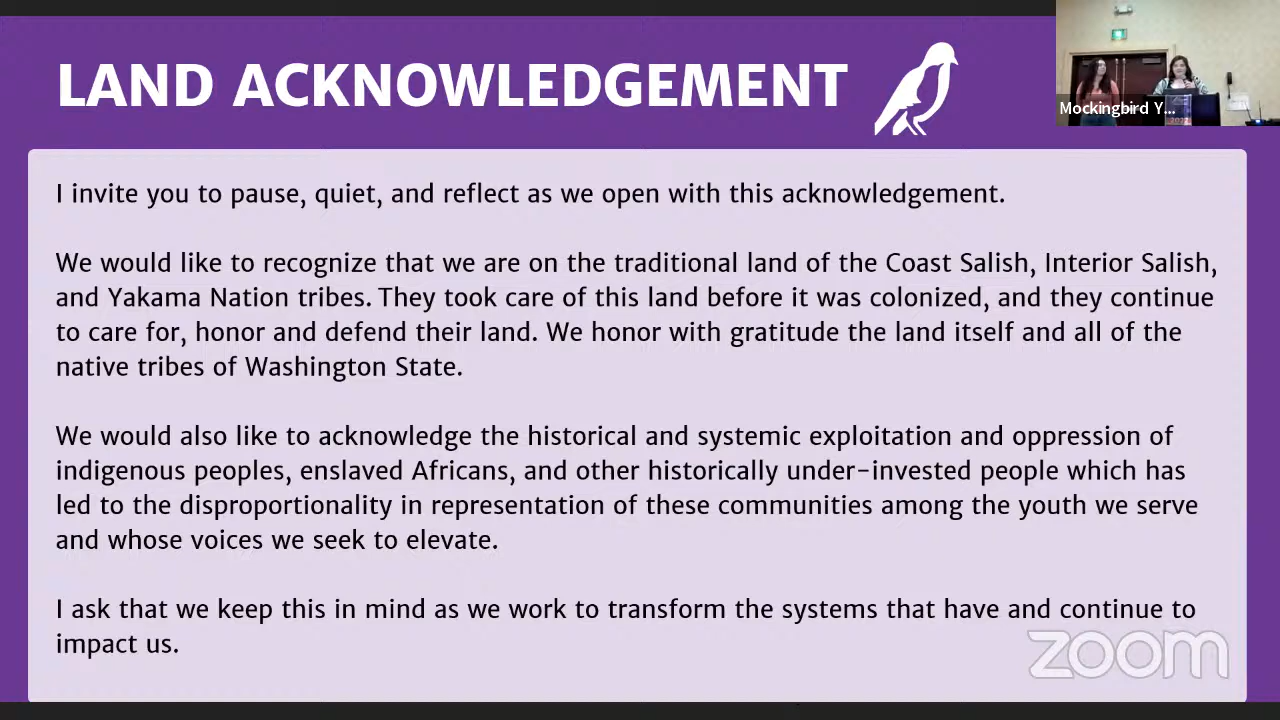 LAND ACKNOWLEDGEMENT
Mockingbird Y...
I invite you to pause, quiet, and reflect as we open with this acknowledgement.
We would like to recognize that we are on the traditional land of the Coast Salish, Interior Salish,
and Yakama Nation tribes. They took care of this land before it was colonized, and they continue
to care for, honor and defend their land. We honor with gratitude the land itself and all of the
native tribes of Washington State.
We would also like to acknowledge the historical and systemic exploitation and oppression of
indigenous peoples, enslaved Africans, and other historically under-invested people which has
led to the disproportionality in representation of these communities among the youth we serve
and whose voices we seek to elevate.
I ask that we keep this in mind as we work to transform the systems that have and continue to
impact us.
zoom